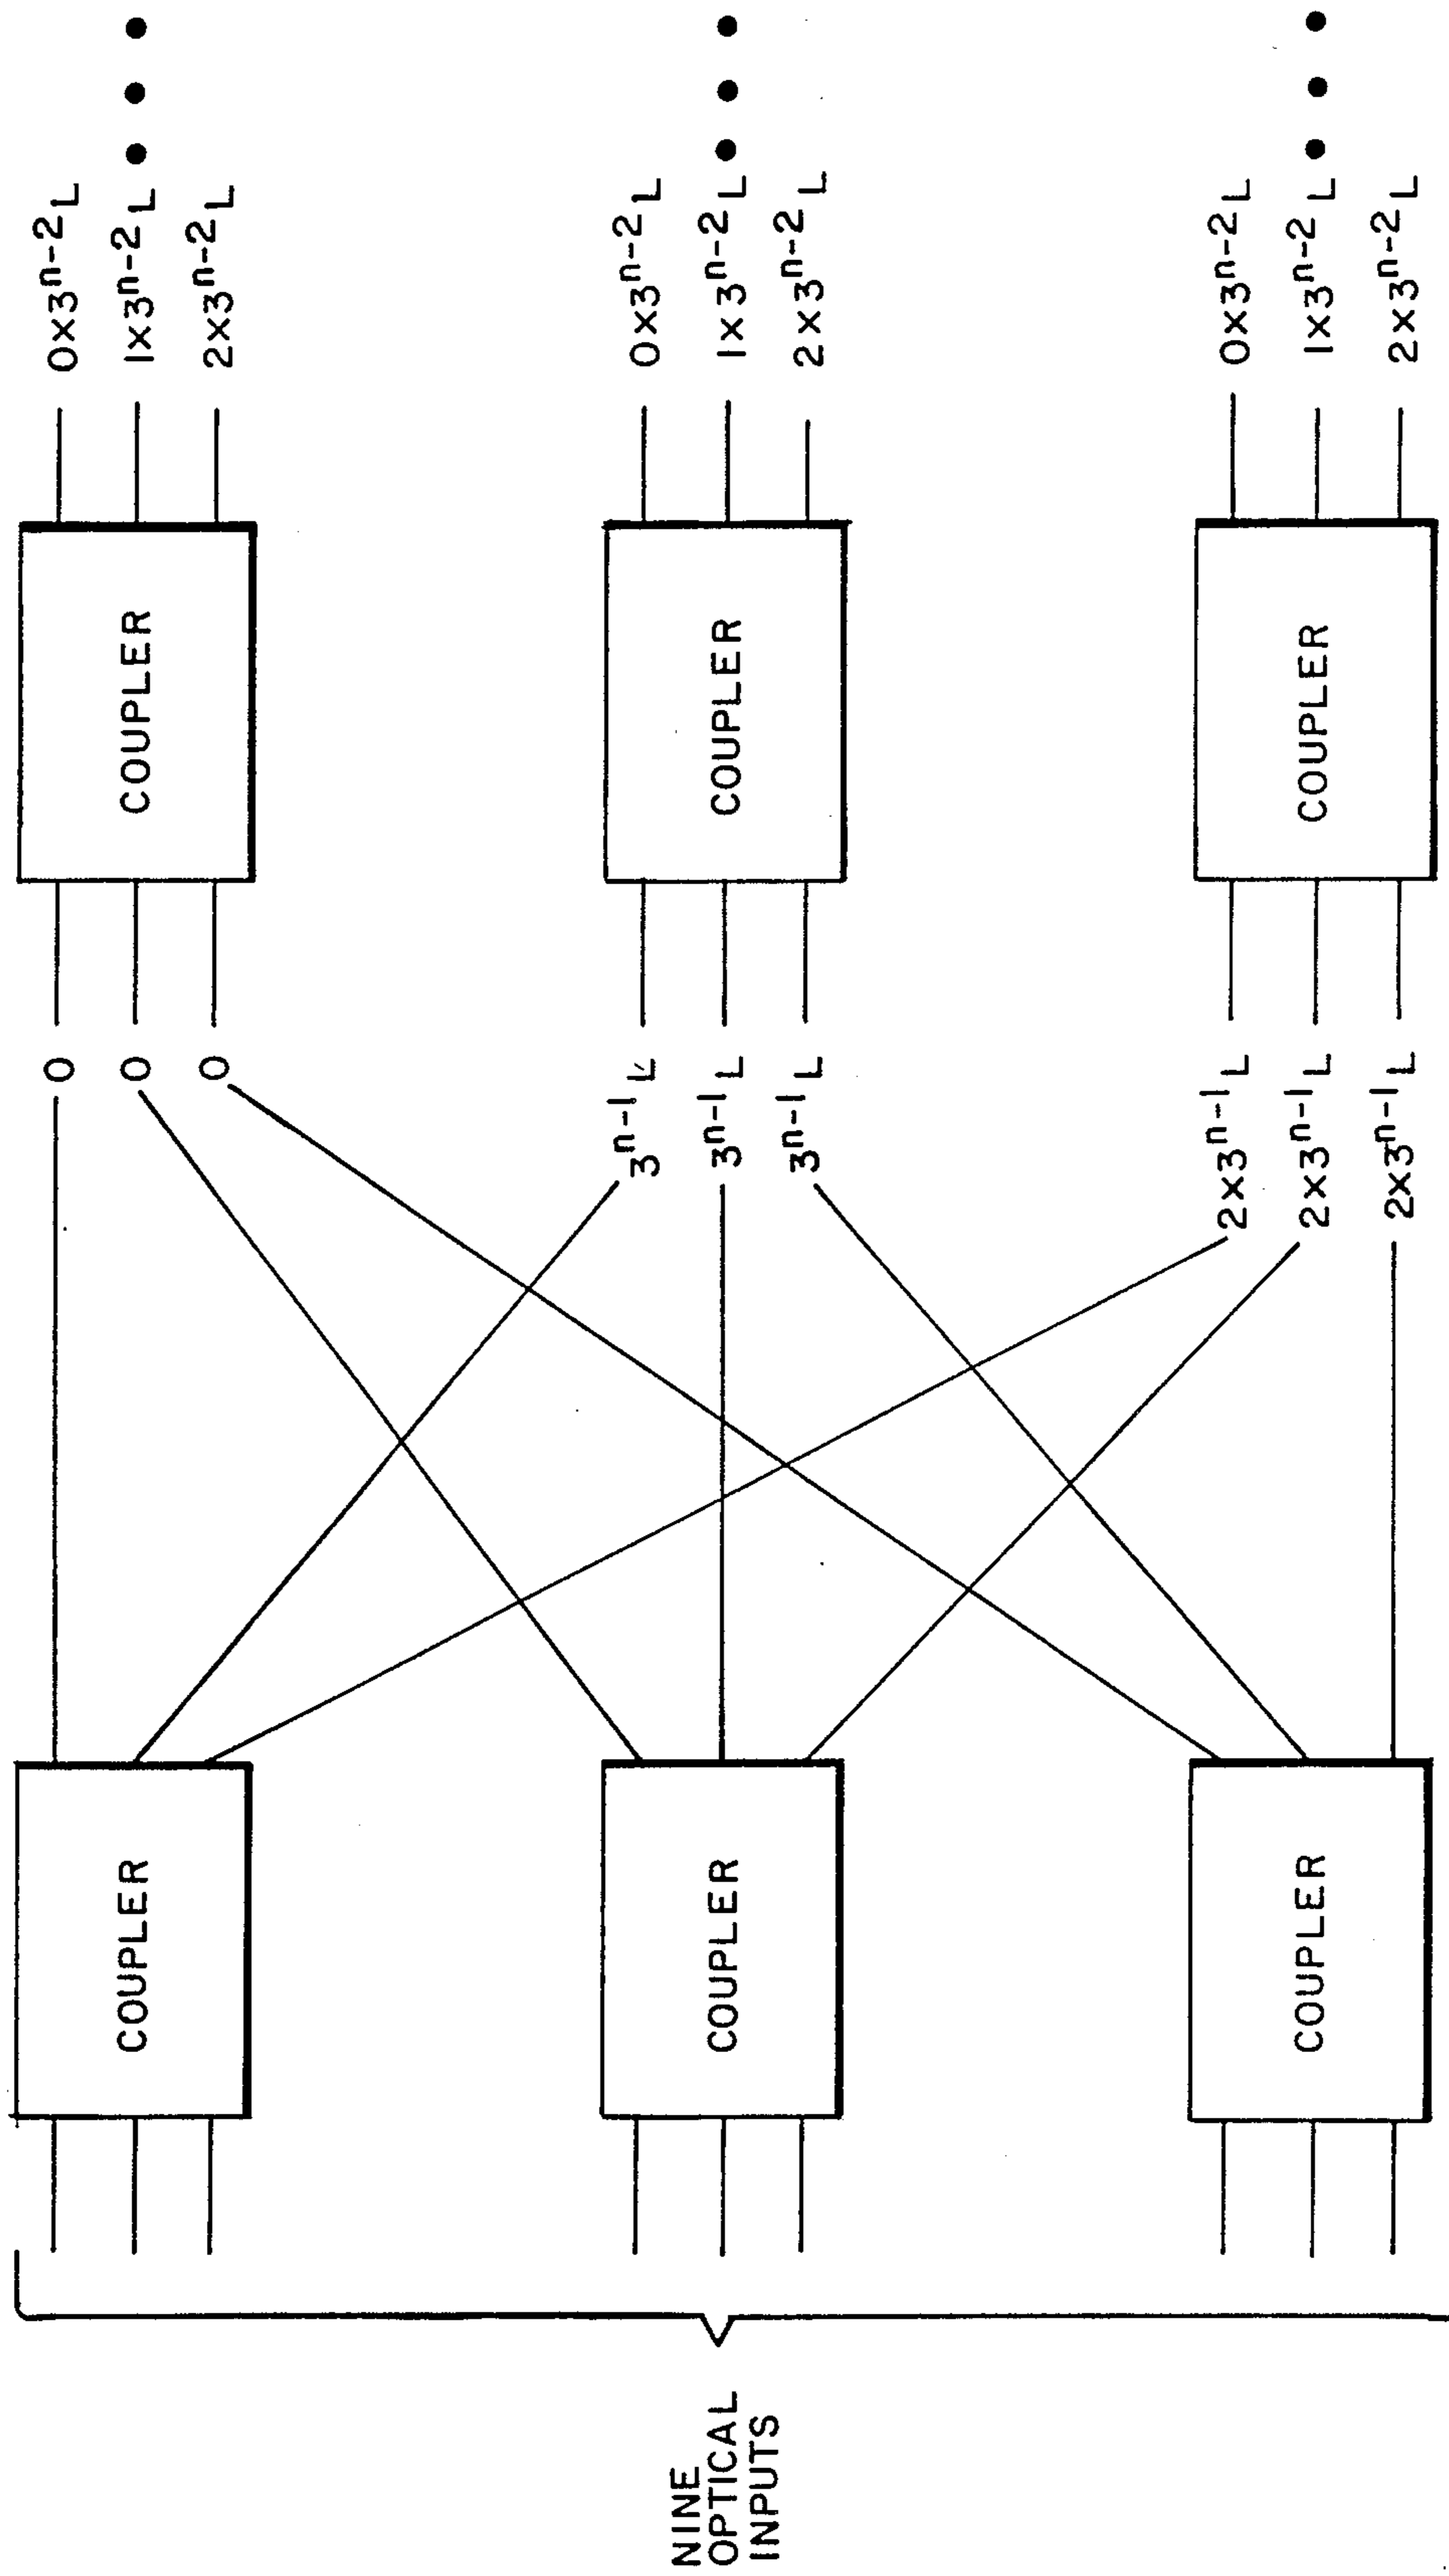 NINE
OPTICAL
INPUTS
COUPLER
COUPLER
COUPLER
0
0
0
3ⁿ⁻¹L
3ⁿ⁻¹L
3ⁿ⁻¹L
2×3ⁿ⁻¹L
2×3ⁿ⁻¹L
2×3ⁿ⁻¹L
COUPLER
COUPLER
COUPLER
0×3ⁿ⁻²L
1×3ⁿ⁻²L • • •
2×3ⁿ⁻²L
0×3ⁿ⁻²L
1×3ⁿ⁻²L • • •
2×3ⁿ⁻²L
0×3ⁿ⁻²L
1×3ⁿ⁻²L • • •
2×3ⁿ⁻²L